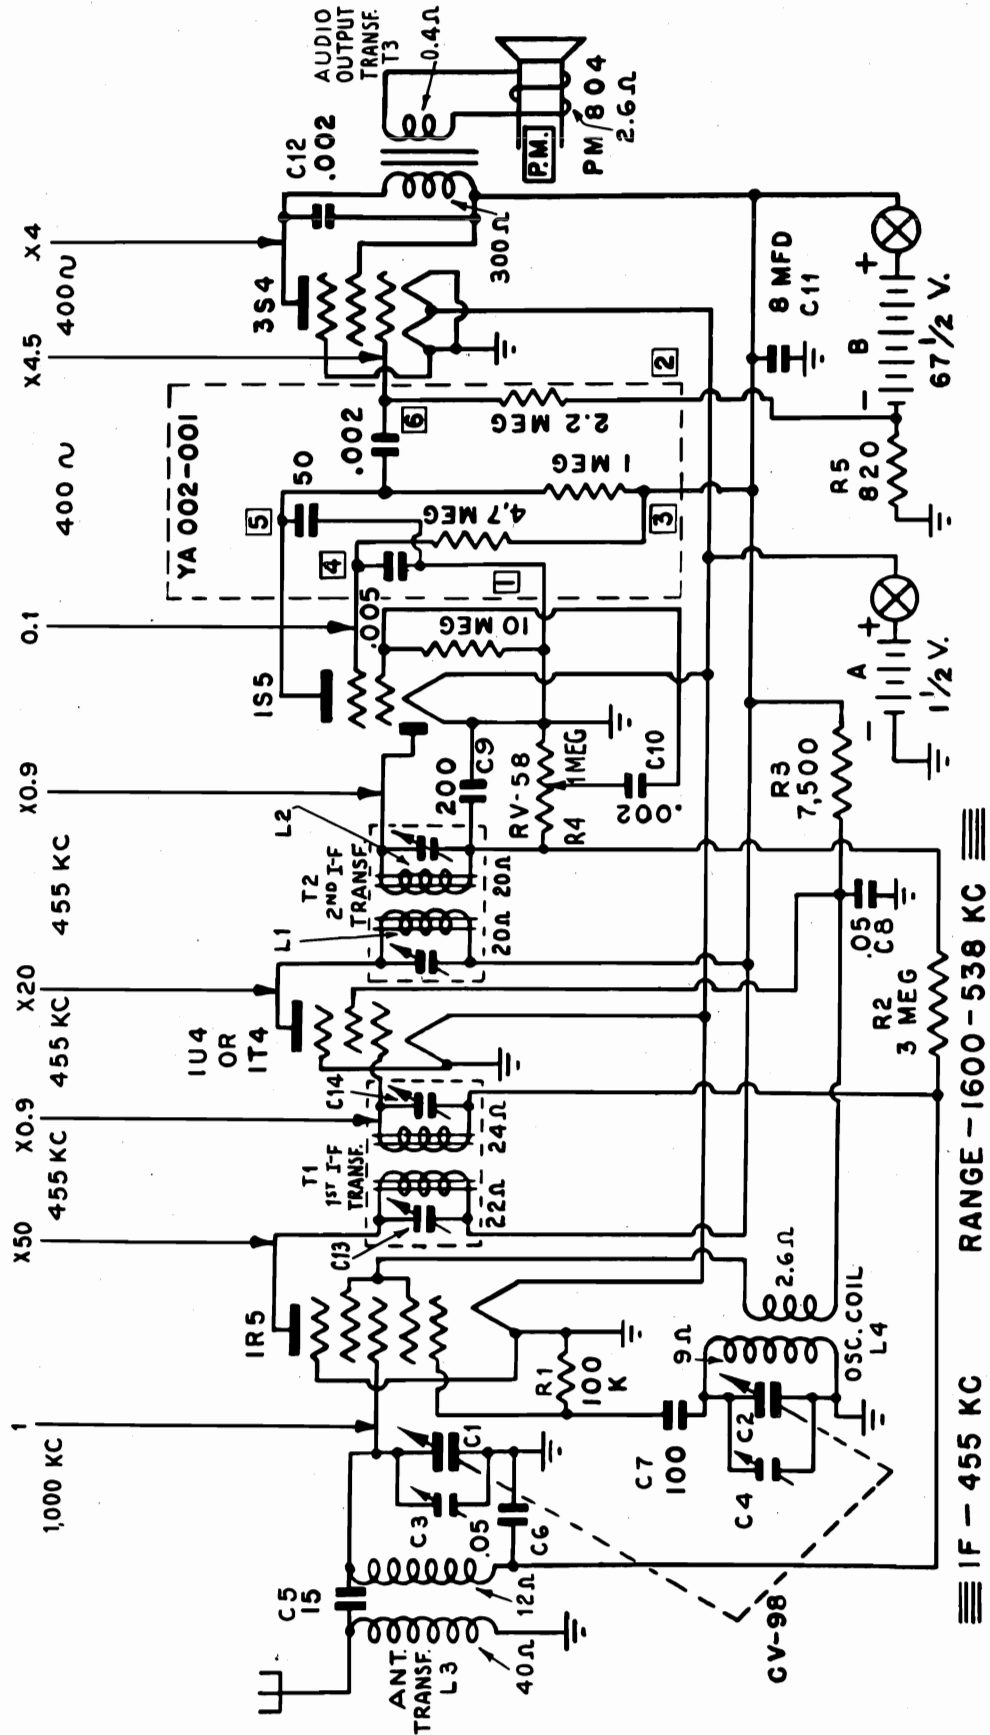 1
1,000 KC
X50
455 KC
X0.9
455 KC
X20
455 KC
X0.9
0.1
400 ~
X4.5
400~
X4
C5
15
ANT.
TRANSF.
L3
40Ω
12Ω
C3
C1
.05
C6
CV-98
1R5
R1
100
K
C7
100
C4
C2
9Ω
2.6Ω
OSC. COIL
L4
T1
1ST I-F
TRANSF.
C13
22Ω
24Ω
C14
1U4
OR
1T4
L1
T2
2ND I-F
TRANSF.
L2
20Ω
20Ω
200
C9
RV-58
1MEG
R4
.002
C10
1S5
10 MEG
YA 002-001
.005
4
5
50
4.7 MEG
1
3
1 MEG
.002
6
2.2 MEG
2
3S4
C12
.002
300Ω
AUDIO
OUTPUT
TRANSF.
T3
0.4Ω
P.M.
PM 804
2.6Ω
.05
C8
R2
3 MEG
R3
7,500
- A +
1 1/2 V.
R5
820
- B +
67 1/2 V.
8 MFD
C11
IF - 455 KC
RANGE - 1600-538 KC